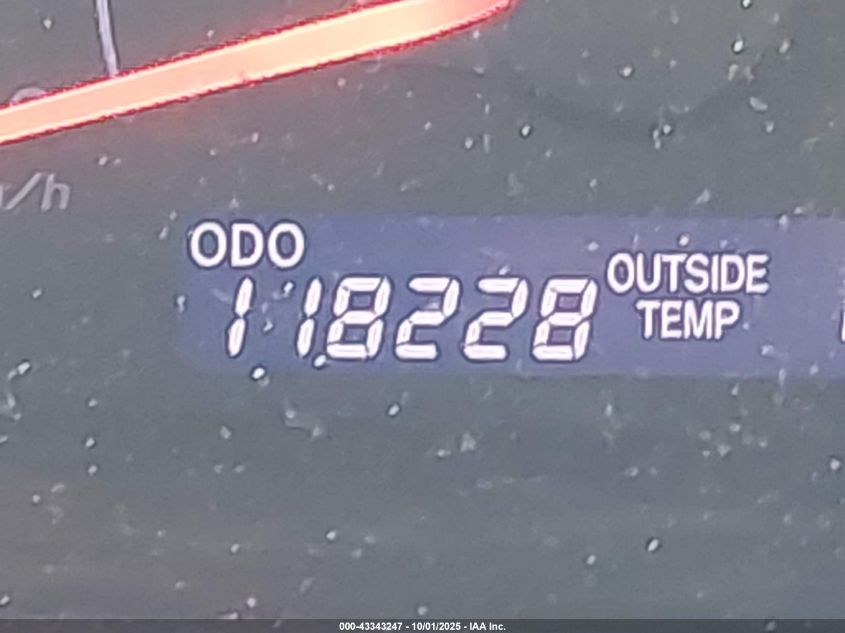 /h
ODO
118228
OUTSIDE
TEMP
000-43343247 - 10/01/2025 - IAA Inc.